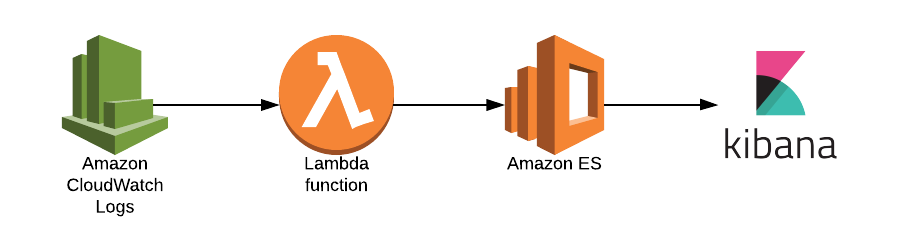 Amazon
CloudWatch
Logs
Lambda
function
Amazon ES
kibana